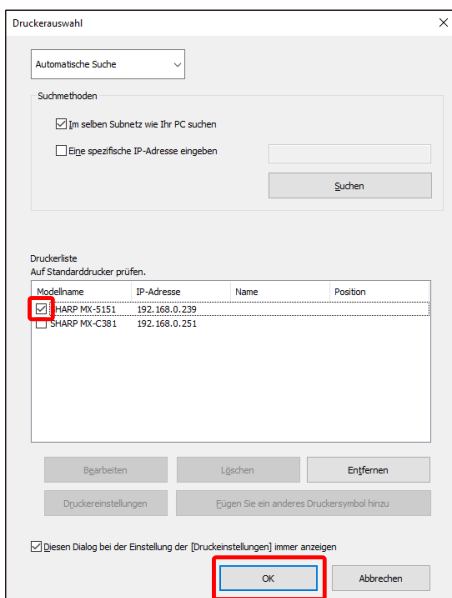 Druckerauswahl
Automatische Suche
Suchmethoden
Im selben Subnetz wie Ihr PC suchen
Eine spezifische IP-Adresse eingeben
Suchen
Druckerliste
Auf Standarddrucker prüfen.
Modellname IP-Adresse Name Position
SHARP MX-5151 192.168.0.239
SHARP MX-C381 192.168.0.251
Bearbeiten Löschen Entfernen
Druckereinstellungen Fügen Sie ein anderes Druckersymbol hinzu
Diesen Dialog bei der Einstellung der [Druckeinstellungen] immer anzeigen
OK Abbrechen